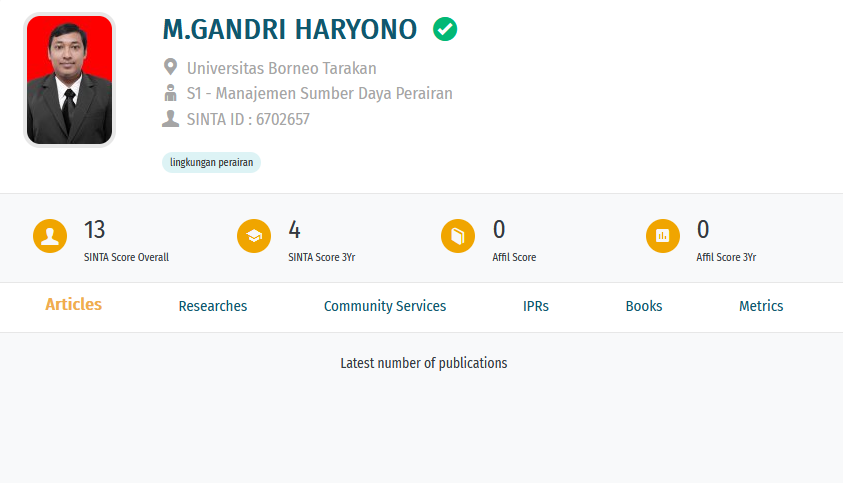 M.GANDRI HARYONO
Universitas Borneo Tarakan
S1 - Manajemen Sumber Daya Perairan
SINTA ID : 6702657
lingkungan perairan
13
SINTA Score Overall
4
SINTA Score 3Yr
0
Affil Score
0
Affil Score 3Yr
Articles Researches Community Services IPRs Books Metrics
Latest number of publications